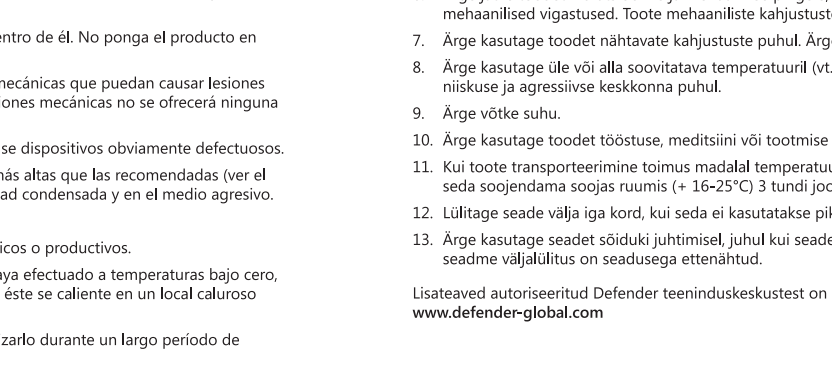 entro de él. No ponga el producto en
mecánicas que puedan causar lesiones
iones mecánicas no se ofrecerá ninguna
se dispositivos obviamente defectuosos.
más altas que las recomendadas (ver el
ad condensada y en el medio agresivo.
icos o productivos.
aya efectuado a temperaturas bajo cero,
éste se caliente en un local caluroso
zarlo durante un largo período de
mehaanilised vigastused. Toote mehaaniliste kahjustust
7. Ärge kasutage toodet nähtavate kahjustuste puhul. Ärg
8. Ärge kasutage üle või alla soovitatava temperatuuril (vt.
niiskuse ja agressiivse keskkonna puhul.
9. Ärge võtke suhu.
10. Ärge kasutage toodet tööstuse, meditsiini või tootmise
11. Kui toote transporteerimine toimus madalal temperatuu
seda soojendama soojas ruumis (+ 16-25°C) 3 tundi joo
12. Lülitage seade välja iga kord, kui seda ei kasutatakse pik
13. Ärge kasutage seadet sõiduki juhtimisel, juhul kui seade
seadme väljalülitus on seadusega ettenähtud.
Lisateaved autoriseeritud Defender teeninduskeskustest on
www.defender-global.com